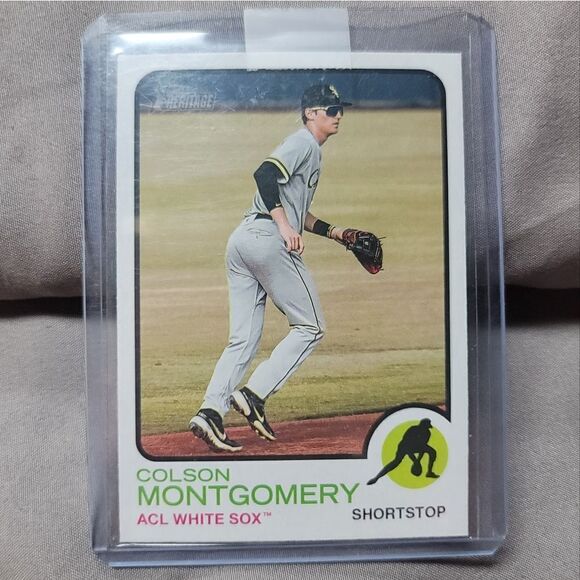 HERITAGE
COLSON
MONTGOMERY
ACL WHITE SOX™
SHORTSTOP